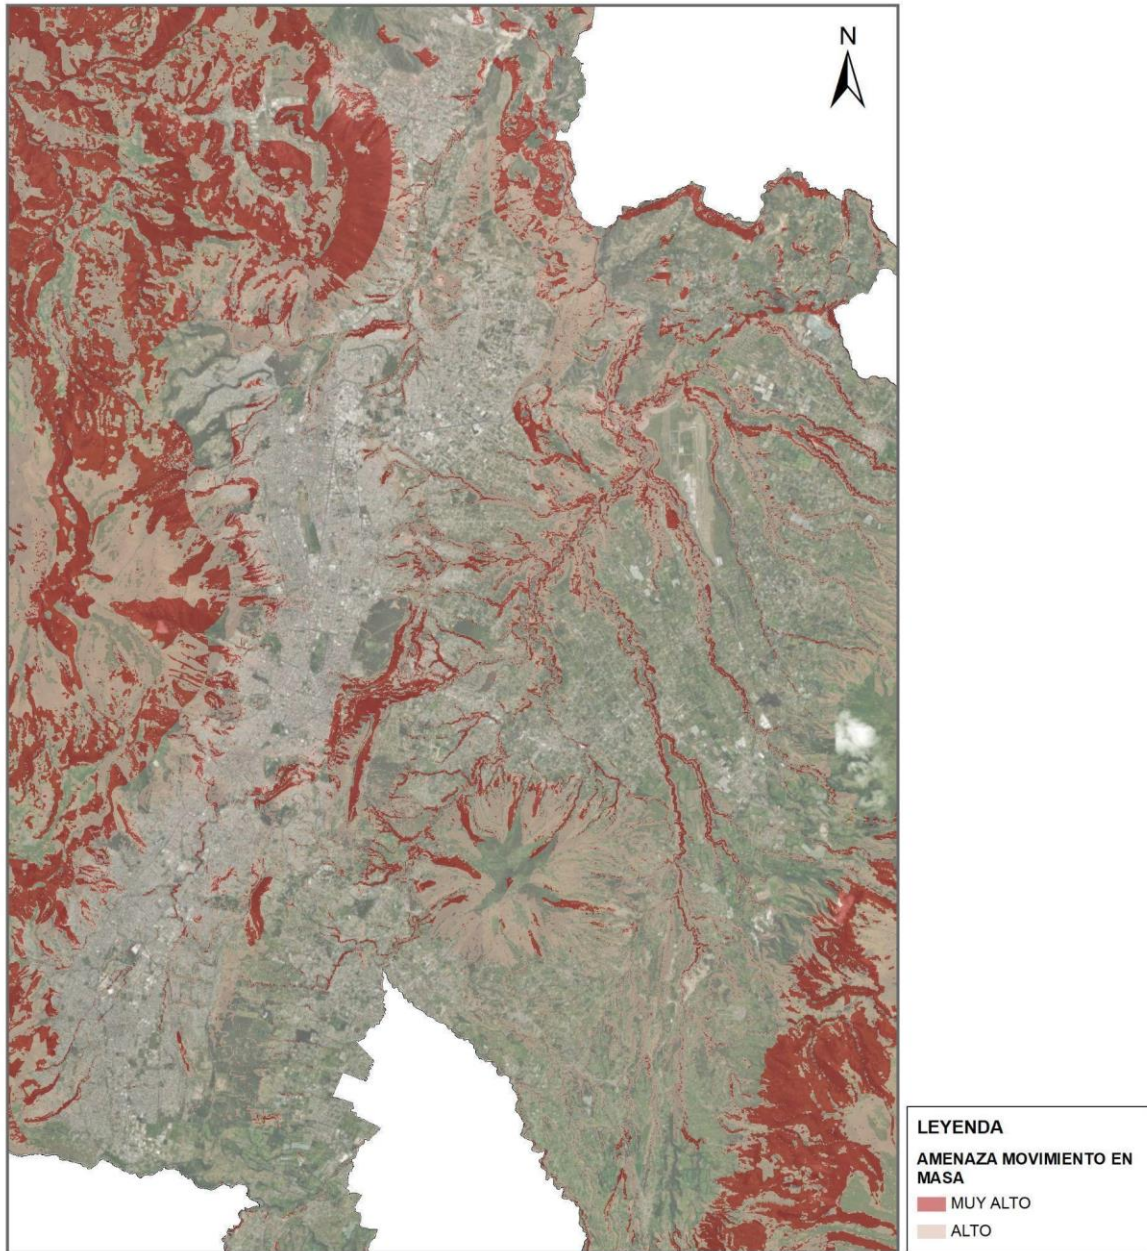 N
LEYENDA
AMENAZA MOVIMIENTO EN
MASA
MUY ALTO
ALTO